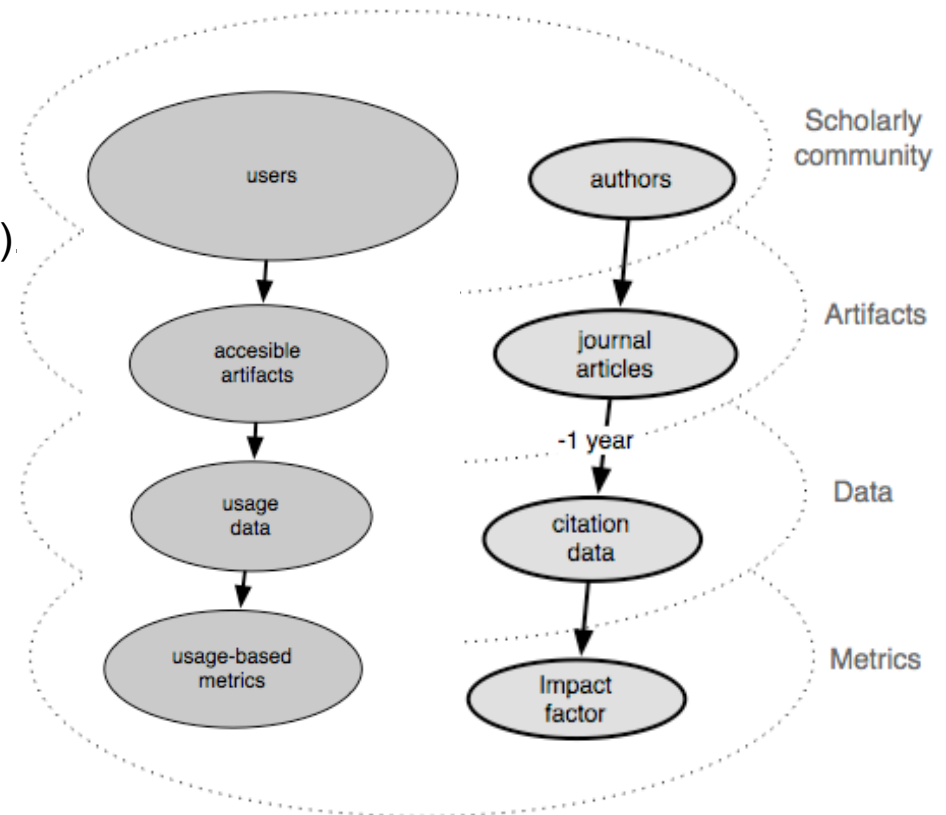 Scholarly
community
users
authors
)
Artifacts
accesible
artifacts
journal
articles
-1 year
Data
usage
data
citation
data
Metrics
usage-based
metrics
Impact
factor